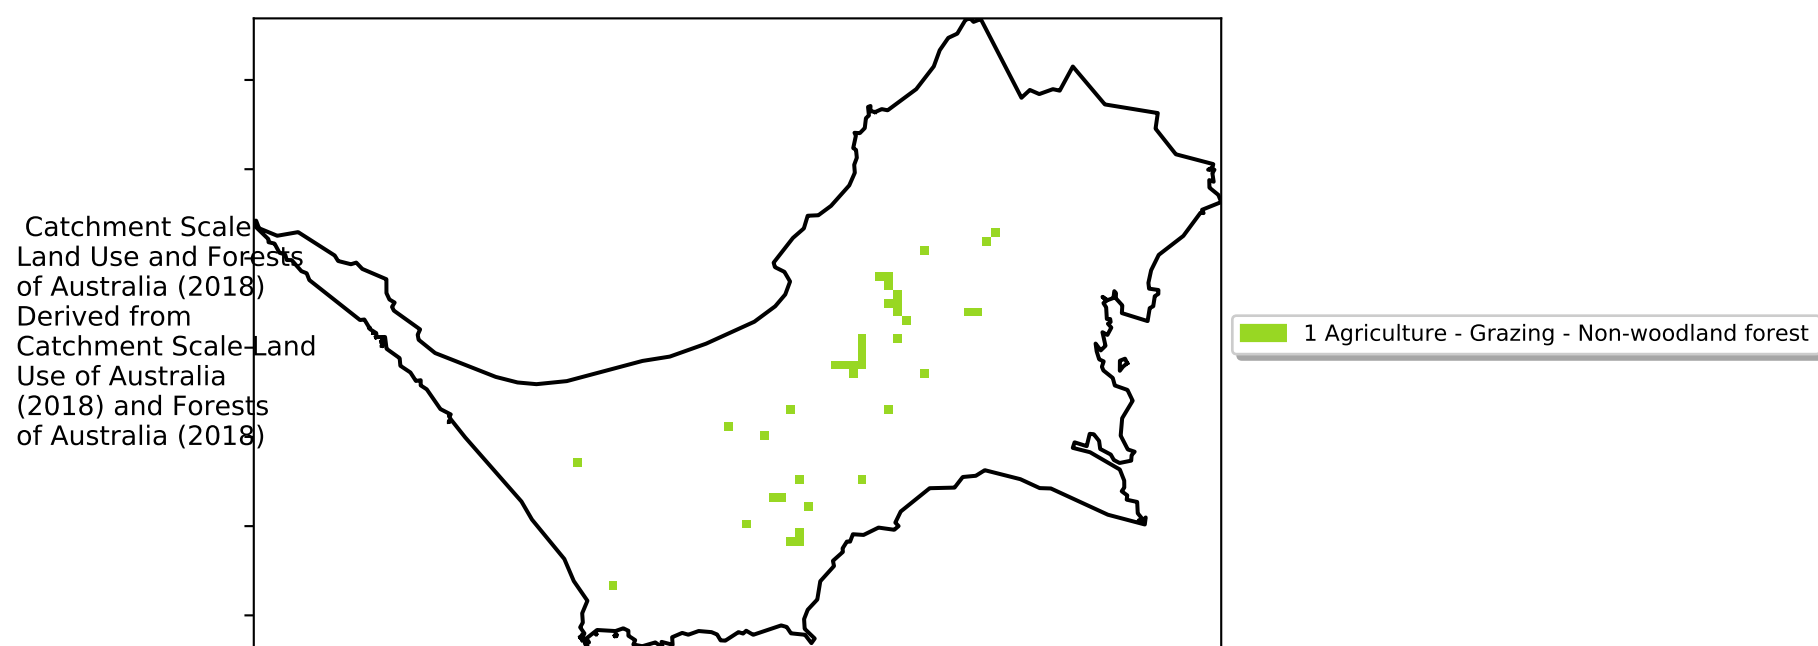 Catchment Scale
Land Use and Forests
of Australia (2018)
Derived from
Catchment Scale Land
Use of Australia
(2018) and Forests
of Australia (2018)
1 Agriculture - Grazing - Non-woodland forest